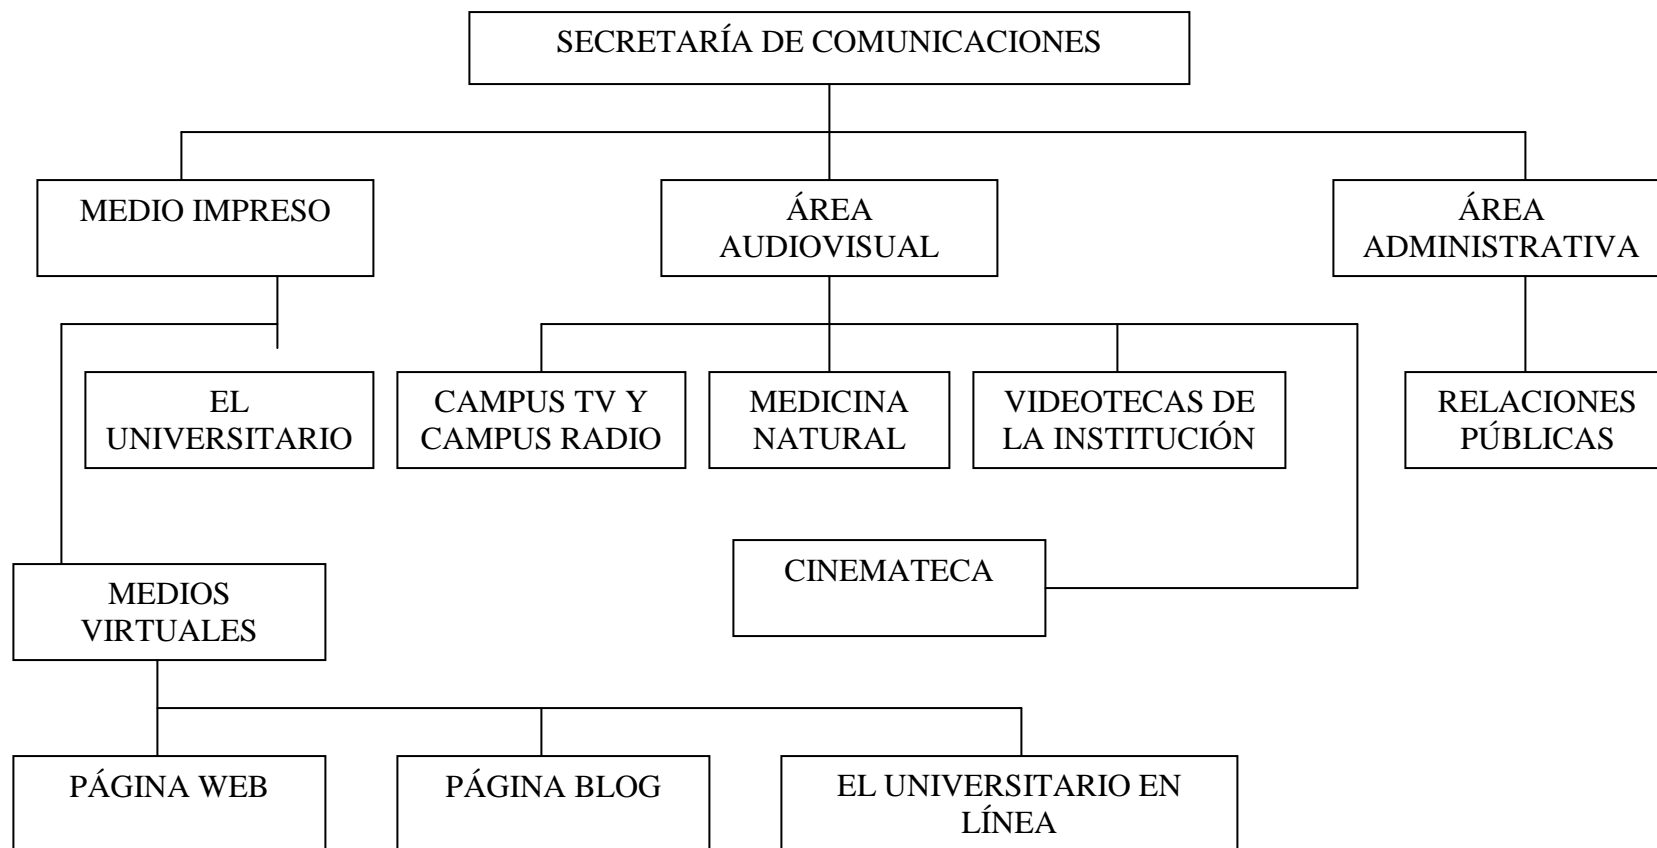 SECRETARÍA DE COMUNICACIONES
MEDIO IMPRESO
ÁREA
AUDIOVISUAL
ÁREA
ADMINISTRATIVA
EL
UNIVERSITARIO
CAMPUS TV Y
CAMPUS RADIO
MEDICINA
NATURAL
VIDEOTECAS DE
LA INSTITUCIÓN
RELACIONES
PÚBLICAS
CINEMATECA
MEDIOS
VIRTUALES
PÁGINA WEB
PÁGINA BLOG
EL UNIVERSITARIO EN
LÍNEA